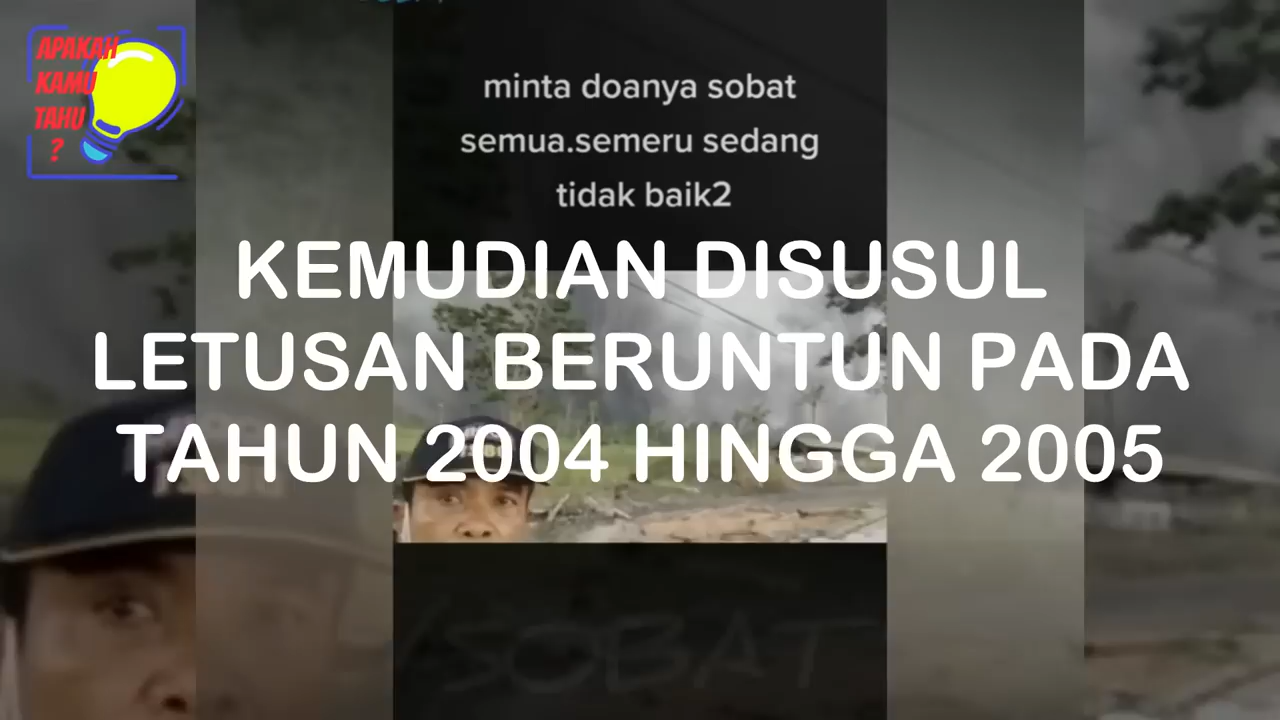 APAKAH
KAMU
TAHU
?
minta doanya sobat
semua.semeru sedang
tidak baik2
KEMUDIAN DISUSUL
LETUSAN BERUNTUN PADA
TAHUN 2004 HINGGA 2005
SOBAT